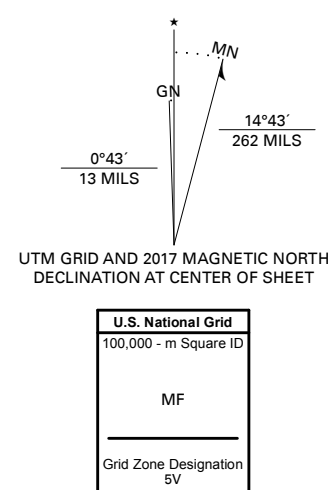 ★
MN
GN
0°43´
13 MILS
14°43´
262 MILS
UTM GRID AND 2017 MAGNETIC NORTH
DECLINATION AT CENTER OF SHEET
U.S. National Grid
100,000 - m Square ID
MF
Grid Zone Designation
5V